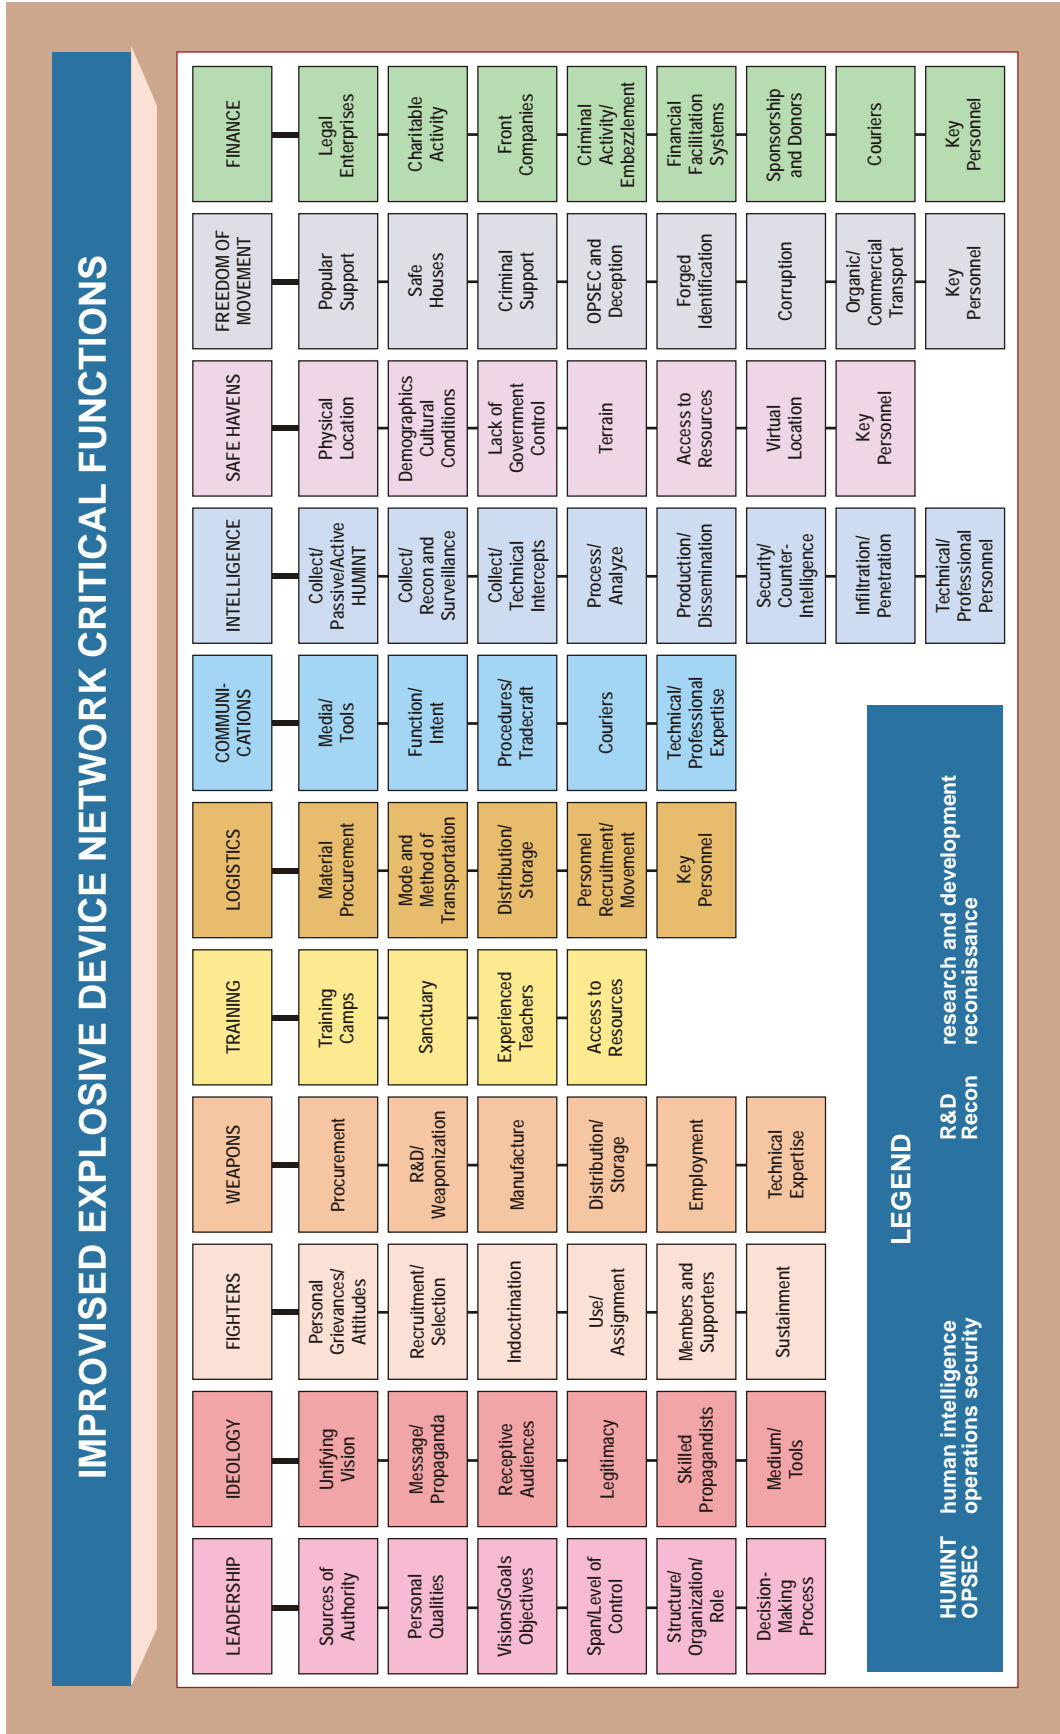 IMPROVISED EXPLOSIVE DEVICE NETWORK CRITICAL FUNCTIONS
LEADERSHIP
Sources of
Authority
Personal
Qualities
Visions/Goals
Objectives
Span/Level of
Control
Structure/
Organization/
Role
Decision-
Making
Process
IDEOLOGY
Unifying
Vision
Message/
Propaganda
Receptive
Audiences
Legitimacy
Skilled
Propagandists
Medium/
Tools
FIGHTERS
Personal
Grievances/
Attitudes
Recruitment/
Selection
Indoctrination
Use/
Assignment
Members and
Supporters
Sustainment
WEAPONS
Procurement
R&D/
Weaponization
Manufacture
Distribution/
Storage
Employment
Technical
Expertise
TRAINING
Training
Camps
Sanctuary
Experienced
Teachers
Access to
Resources
LOGISTICS
Material
Procurement
Mode and
Method of
Transportation
Distribution/
Storage
Personnel
Recruitment/
Movement
Key
Personnel
COMMUNI-
CATIONS
Media/
Tools
Function/
Intent
Procedures/
Tradecraft
Couriers
Technical/
Professional
Expertise
INTELLIGENCE
Collect/
Passive/Active
HUMINT
Collect/
Recon and
Surveillance
Collect/
Technical
Intercepts
Process/
Analyze
Production/
Dissemination
Security/
Counter-
Intelligence
Infiltration/
Penetration
Technical/
Professional
Personnel
SAFE HAVENS
Physical
Location
Demographics
Cultural
Conditions
Lack of
Government
Control
Terrain
Access to
Resources
Virtual
Location
Key
Personnel
FREEDOM OF
MOVEMENT
Popular
Support
Safe
Houses
Criminal
Support
OPSEC and
Deception
Forged
Identification
Corruption
Organic/
Commercial
Transport
Key
Personnel
FINANCE
Legal
Enterprises
Charitable
Activity
Front
Companies
Criminal
Activity/
Embezzlement
Financial
Facilitation
Systems
Sponsorship
and Donors
Couriers
Key
Personnel
LEGEND
HUMINT human intelligence
OPSEC operations security
R&D research and development
Recon reconaissance